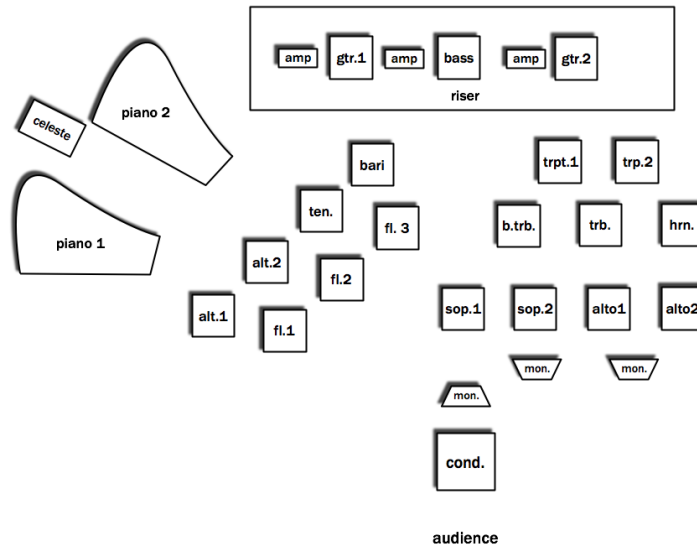 amp
gtr.1
amp
bass
amp
gtr.2
riser
piano 2
celeste
bari
trpt.1
trp.2
ten.
fl. 3
b.trb.
trb.
hrn.
piano 1
alt.2
fl.2
alt.1
fl.1
sop.1
sop.2
alto1
alto2
mon.
mon.
mon.
cond.
audience